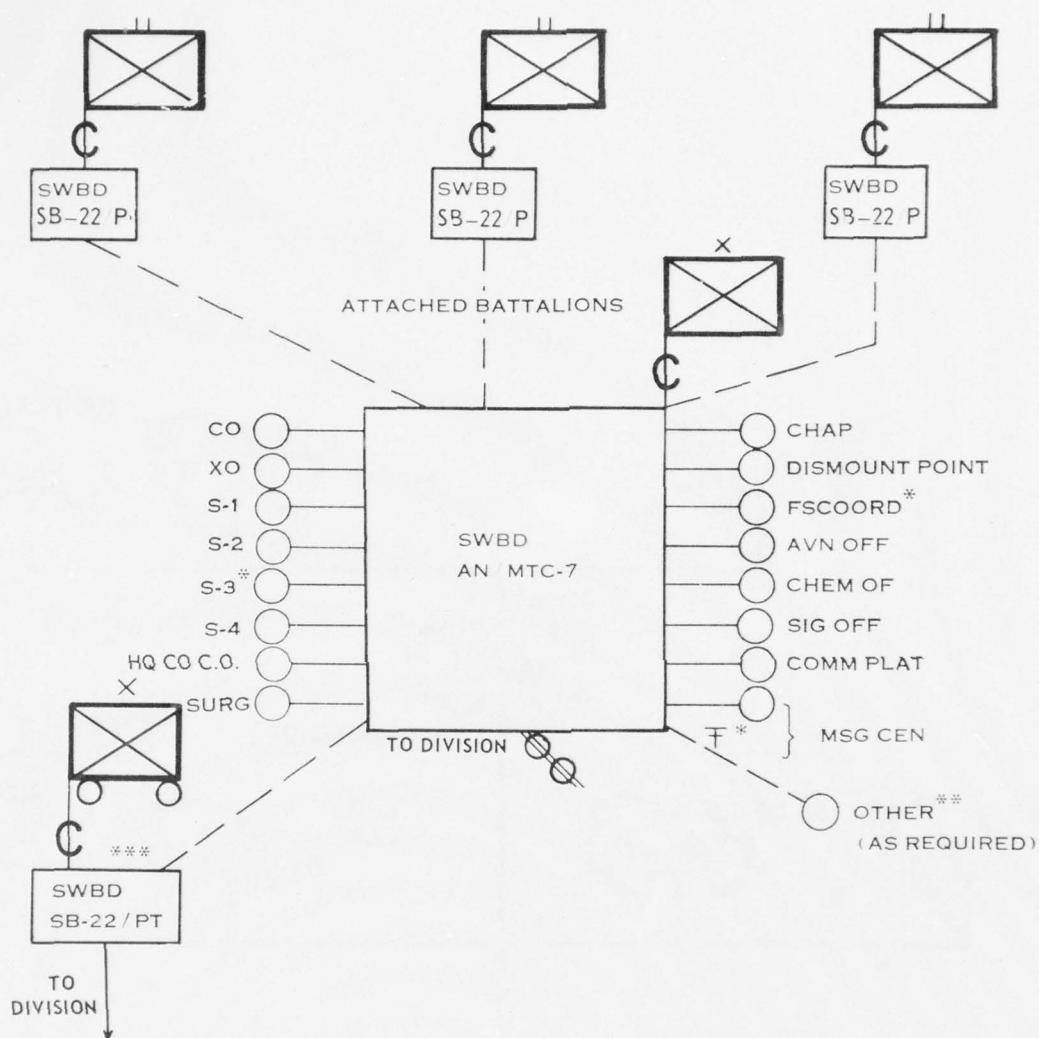 SWBD
SB-22/P
SWBD
SB-22/P
SWBD
SB-22/P
ATTACHED BATTALIONS
CO
XO
S-1
S-2
S-3*
S-4
HQ CO C.O.
SURG
SWBD
AN/MTC-7
CHAP
DISMOUNT POINT
FSCOORD*
AVN OFF
CHEM OF
SIG OFF
COMM PLAT
*
MSG CEN
TO DIVISION
OTHER**
(AS REQUIRED)
***
SWBD
SB-22/PT
TO
DIVISION